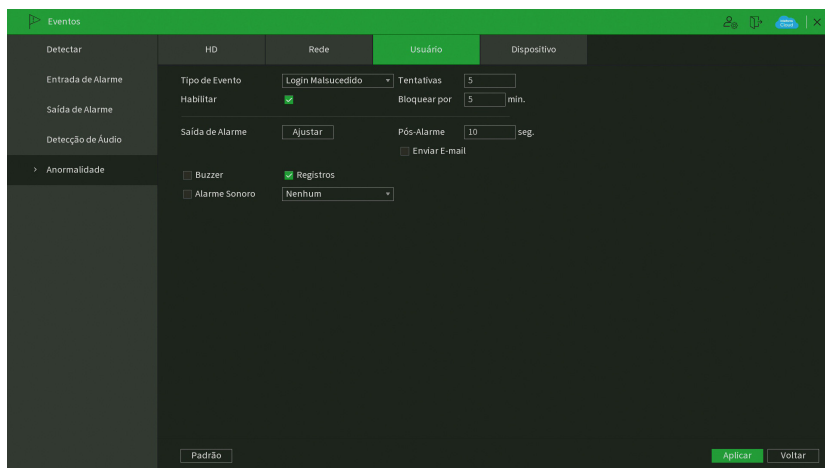 Eventos
Cloud
Detectar
HD
Rede
Usuário
Dispositivo
Entrada de Alarme
Saída de Alarme
Detecção de Áudio
Anormalidade
Tipo de Evento Login Malsucedido Tentativas 5
Habilitar Bloquear por 5 min.
Saída de Alarme Ajustar Pós-Alarme 10 seg.
Enviar E-mail
Buzzer Registros
Alarme Sonoro Nenhum
Padrão Aplicar Voltar